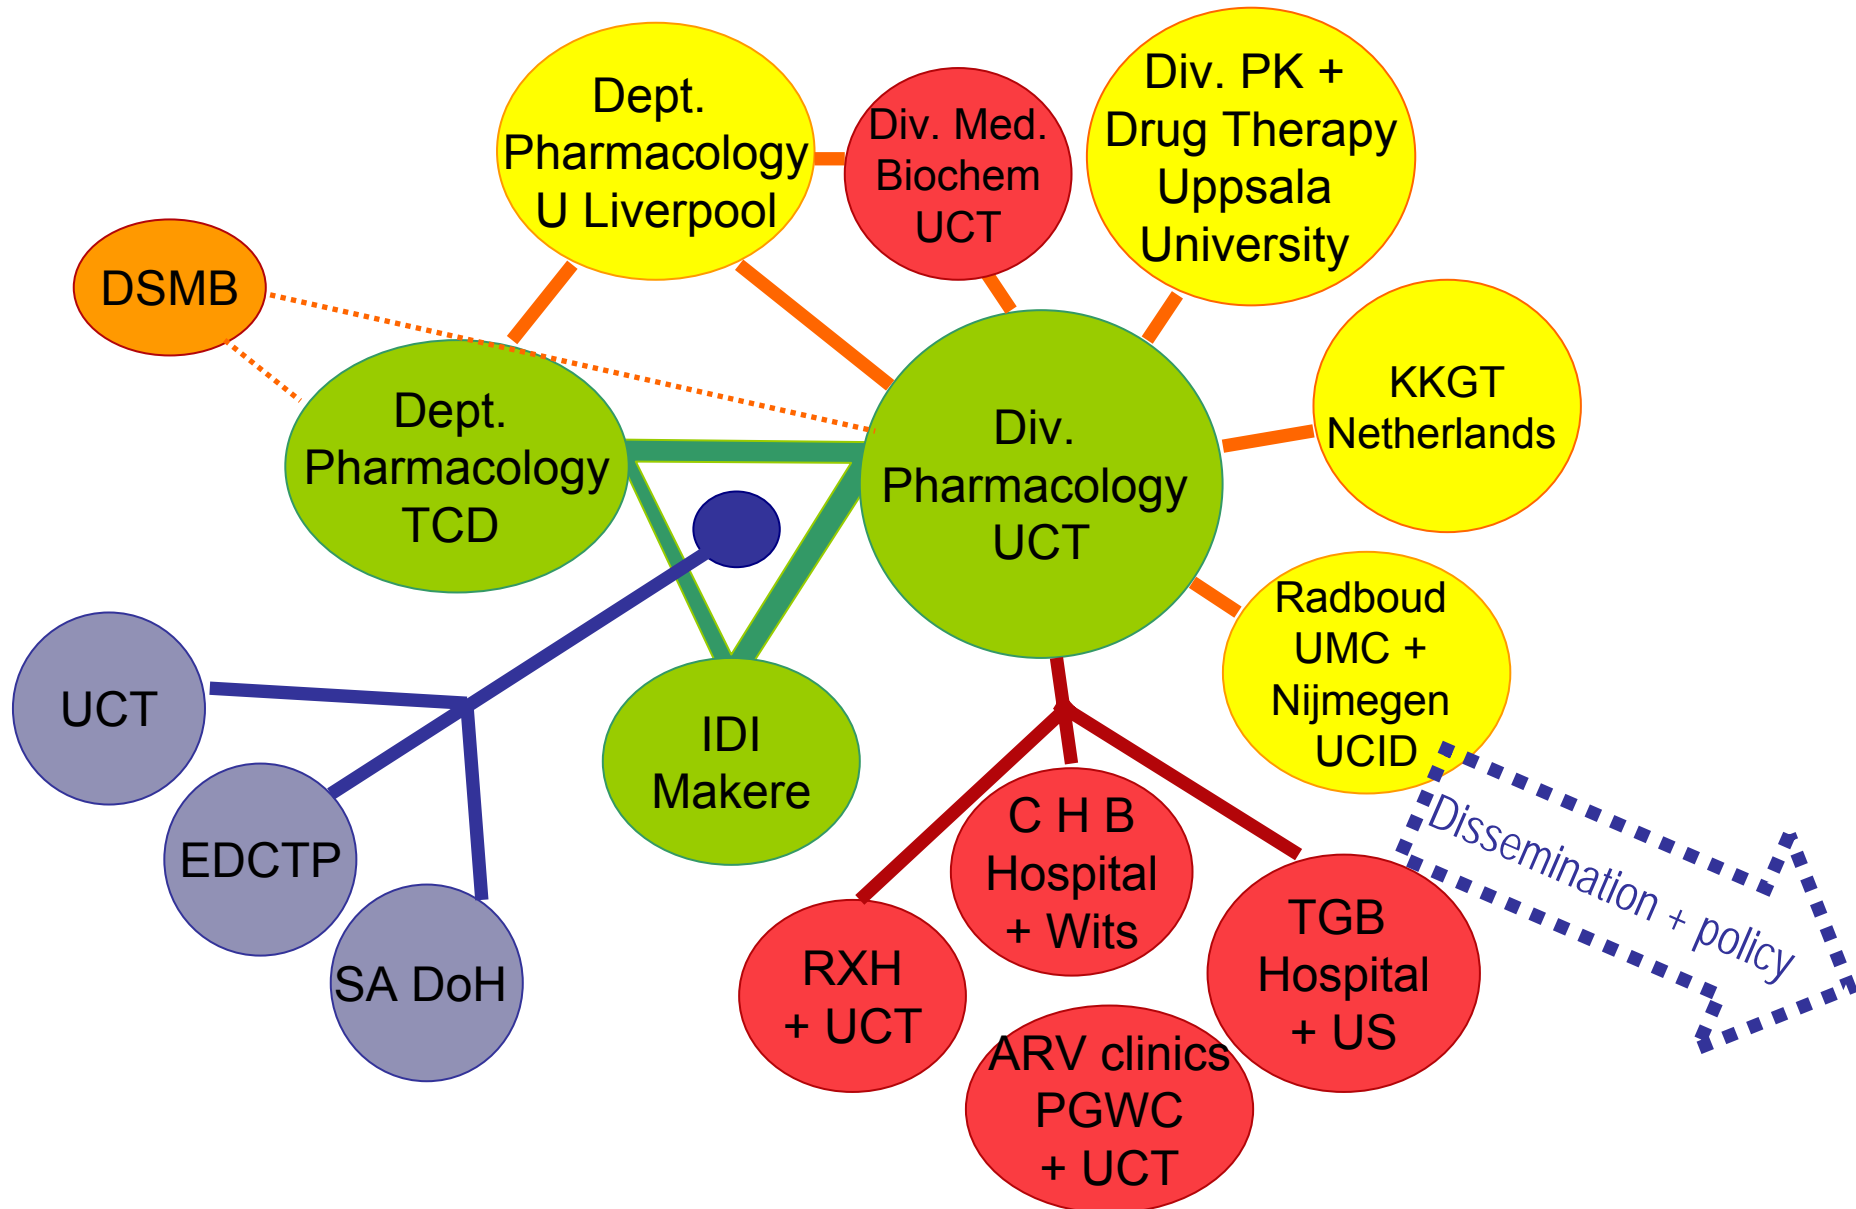 Dept.
Pharmacology
U Liverpool
Div. Med.
Biochem
UCT
Div. PK +
Drug Therapy
Uppsala
University
DSMB
Dept.
Pharmacology
TCD
Div.
Pharmacology
UCT
KKGT
Netherlands
Radboud
UMC +
Nijmegen
UCID
UCT
EDCTP
SA DoH
IDI
Makere
C H B
Hospital
+ Wits
RXH
+ UCT
TGB
Hospital
+ US
ARV clinics
PGWC
+ UCT
Dissemination + policy